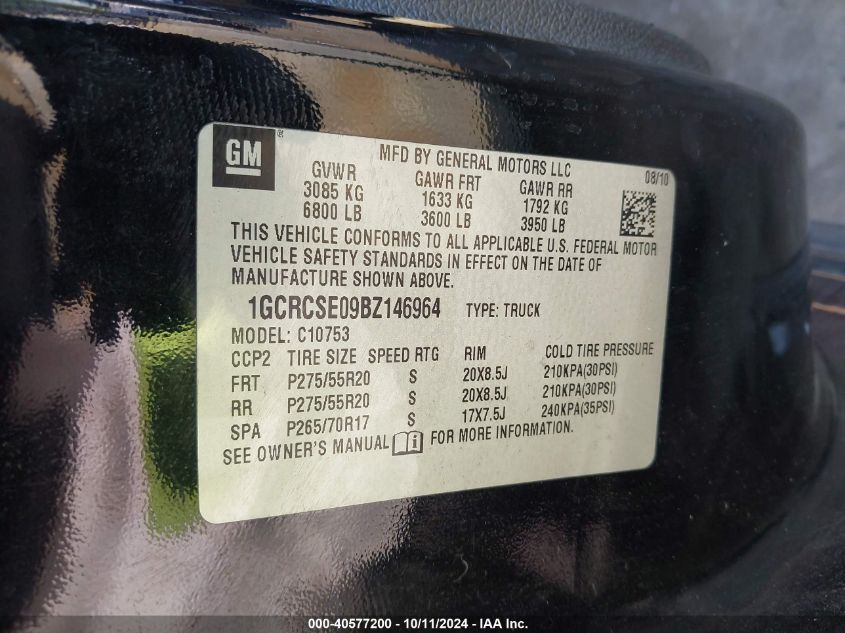 GM ®
MFD BY GENERAL MOTORS LLC
08/10
GVWR GAWR FRT GAWR RR
3085 KG 1633 KG 1792 KG
6800 LB 3600 LB 3950 LB
THIS VEHICLE CONFORMS TO ALL APPLICABLE U.S. FEDERAL MOTOR
VEHICLE SAFETY STANDARDS IN EFFECT ON THE DATE OF
MANUFACTURE SHOWN ABOVE.
1GCRCSE09BZ146964 TYPE: TRUCK
MODEL: C10753
CCP2 TIRE SIZE SPEED RTG RIM COLD TIRE PRESSURE
FRT P275/55R20 S 20X8.5J 210KPA(30PSI)
RR P275/55R20 S 20X8.5J 210KPA(30PSI)
SPA P265/70R17 S 17X7.5J 240KPA(35PSI)
SEE OWNER'S MANUAL i FOR MORE INFORMATION.
000-40577200 - 10/11/2024 - IAA Inc.